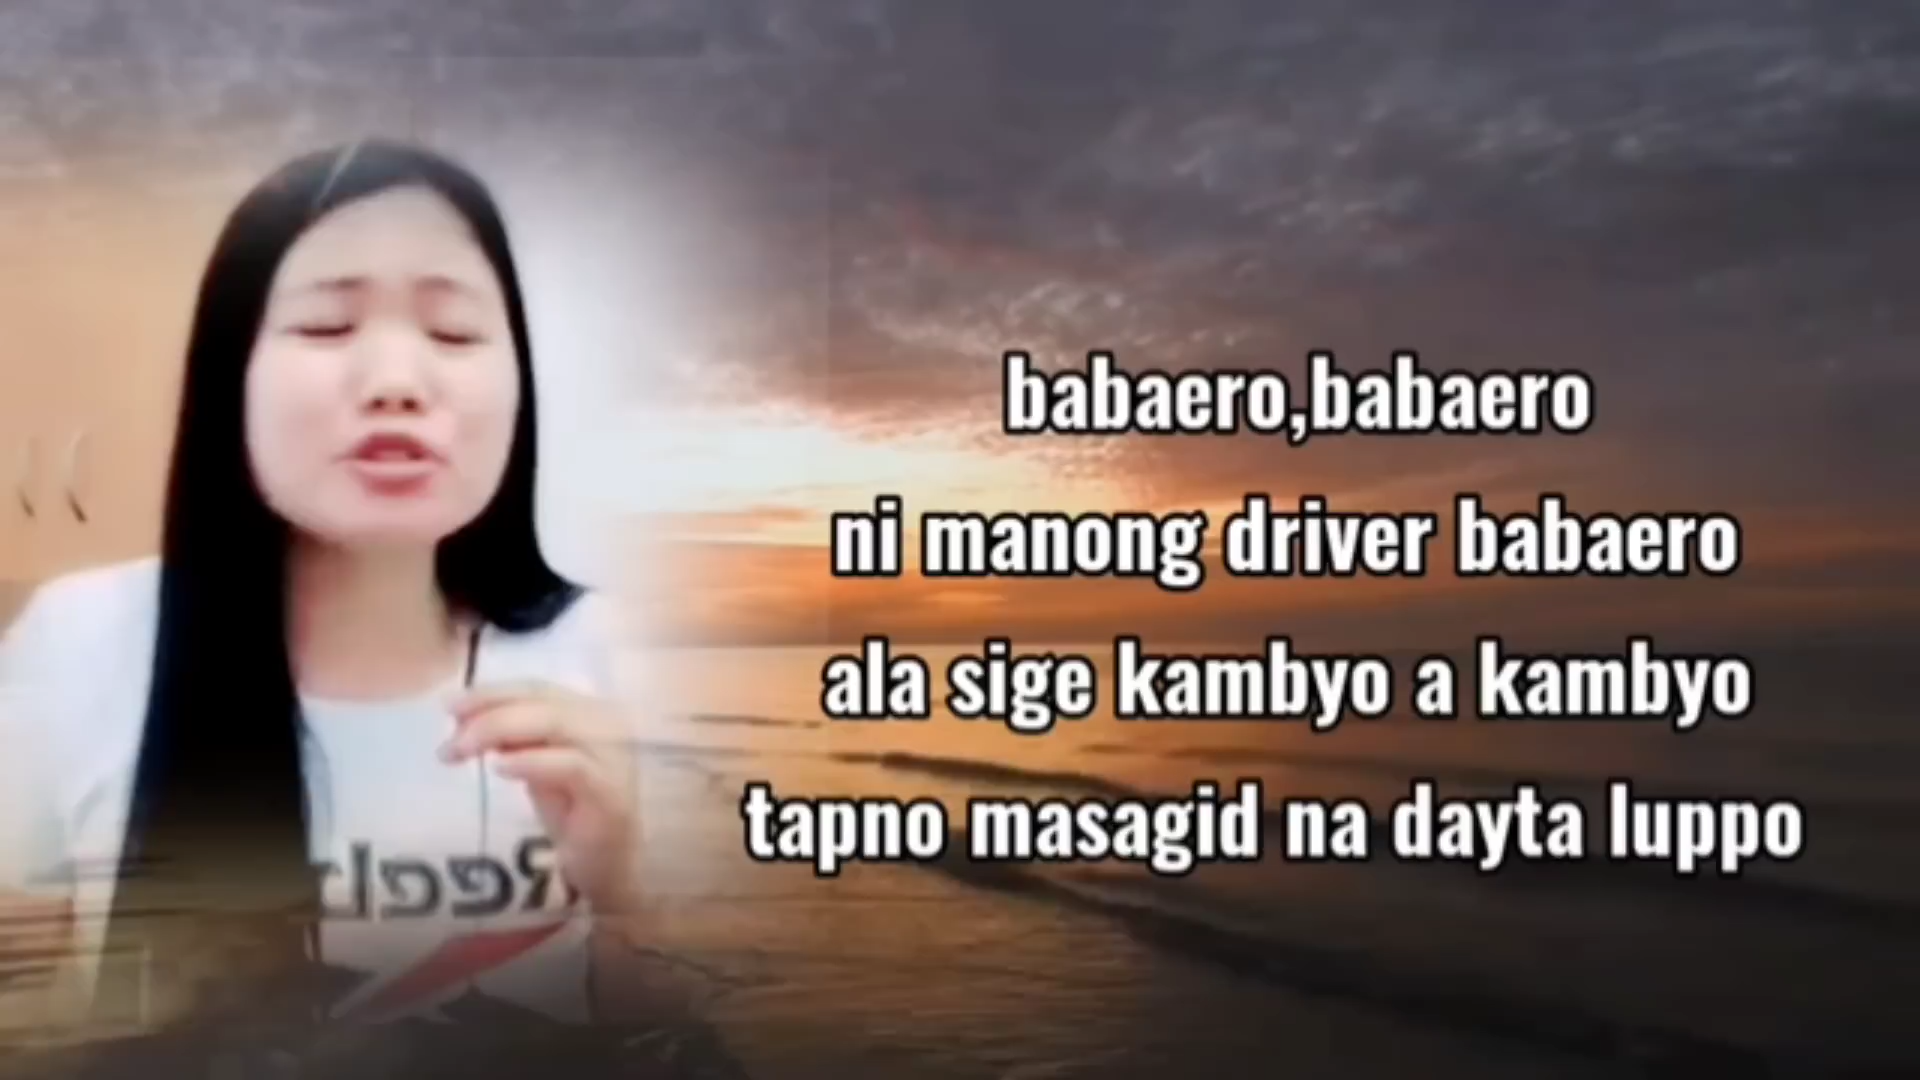 babaero,babaero
ni manong driver babaero
ala sige kambyo a kambyo
tapno masagid na dayta luppo